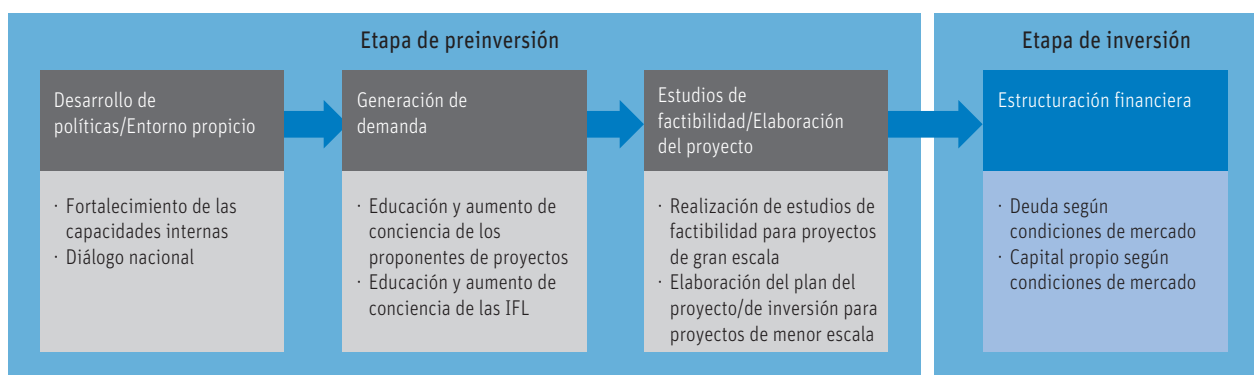 Etapa de preinversión
Desarrollo de
políticas/Entorno propicio
· Fortalecimiento de las
capacidades internas
· Diálogo nacional
Generación de
demanda
· Educación y aumento de
conciencia de los
proponentes de proyectos
· Educación y aumento de
conciencia de las IFL
Estudios de
factibilidad/Elaboración
del proyecto
· Realización de estudios de
factibilidad para proyectos
de gran escala
· Elaboración del plan del
proyecto/de inversión para
proyectos de menor escala
Etapa de inversión
Estructuración financiera
· Deuda según
condiciones de mercado
· Capital propio según
condiciones de mercado